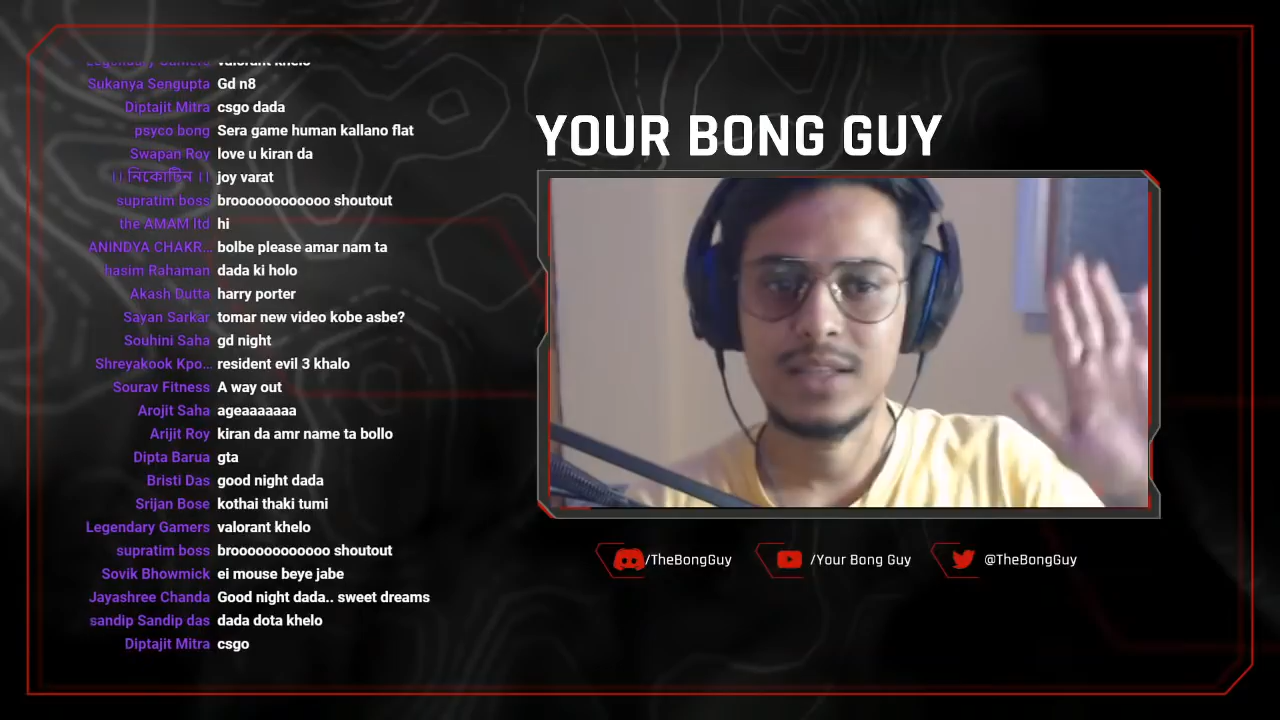 Legendary Gamers valorant khelo
Sukanya Sengupta Gd n8
Diptajit Mitra csgo dada
psyco bong Sera game human kallano flat
Swapan Roy love u kiran da
।। নিকোটিন ।। joy varat
supratim boss broooooooooooo shoutout
the AMAM ltd hi
ANINDYA CHAKR... bolbe please amar nam ta
hasim Rahaman dada ki holo
Akash Dutta harry porter
Sayan Sarkar tomar new video kobe asbe?
Souhini Saha gd night
Shreyakook Kpo... resident evil 3 khalo
Sourav Fitness A way out
Arojit Saha ageaaaaaaa
Arijit Roy kiran da amr name ta bollo
Dipta Barua gta
Bristi Das good night dada
Srijan Bose kothai thaki tumi
Legendary Gamers valorant khelo
supratim boss broooooooooooo shoutout
Sovik Bhowmick ei mouse beye jabe
Jayashree Chanda Good night dada.. sweet dreams
sandip Sandip das dada dota khelo
Diptajit Mitra csgo
YOUR BONG GUY
/TheBongGuy /Your Bong Guy @TheBongGuy